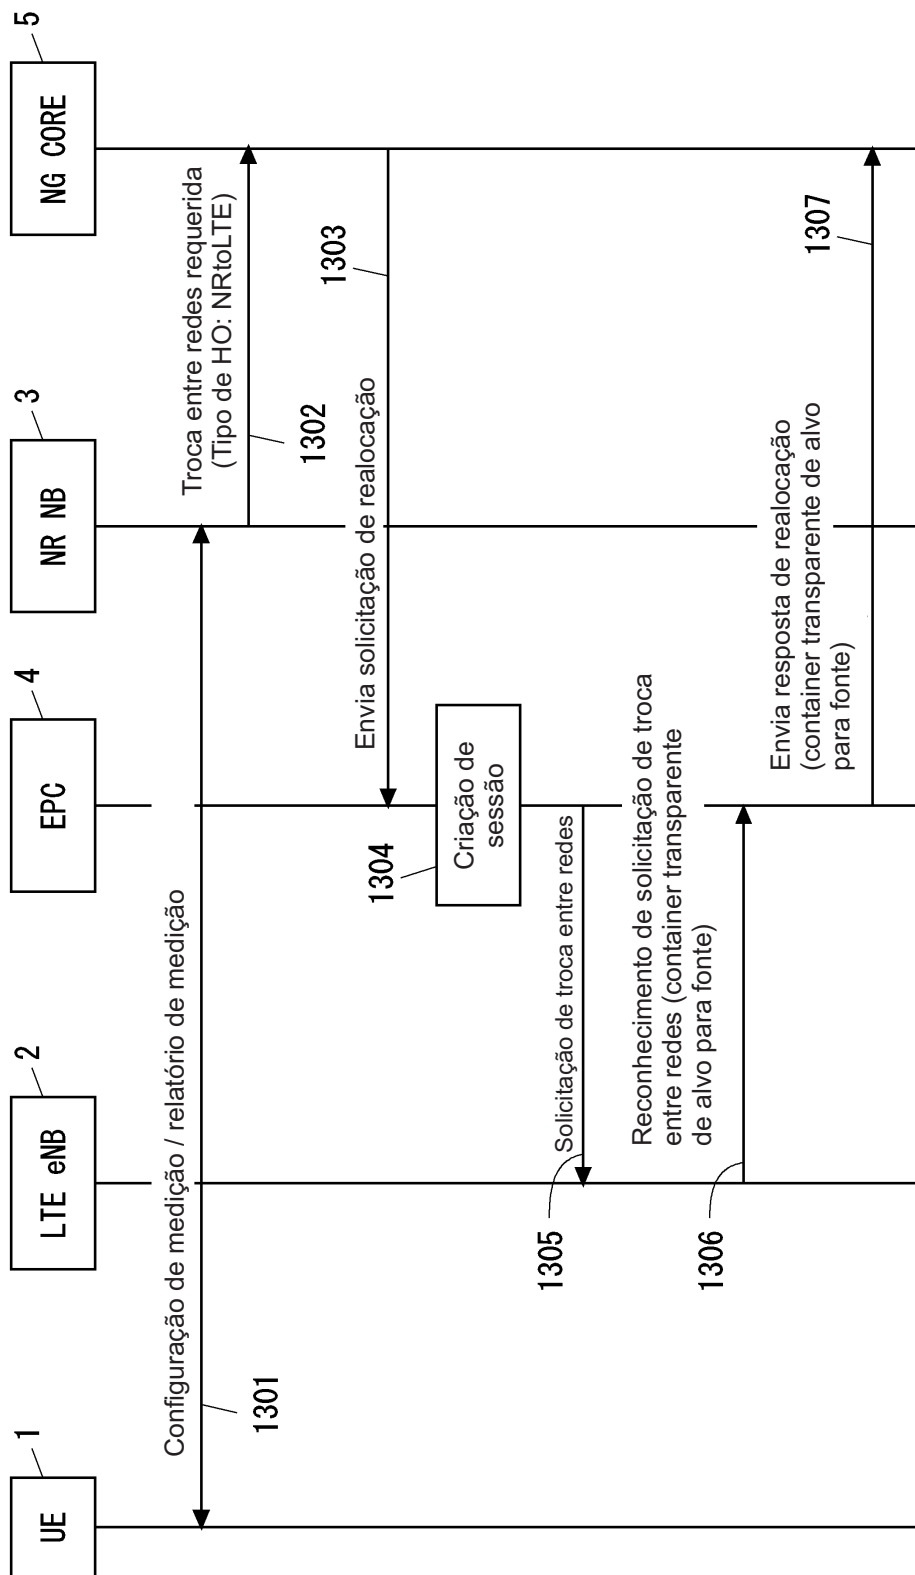 UE
1
LTE eNB
2
EPC
4
NR NB
3
NG CORE
5
Configuração de medição / relatório de medição
1301
Troca entre redes requerida
(Tipo de HO: NRtoLTE)
1302
Envia solicitação de realocação
1303
Criação de
sessão
1304
Solicitação de troca entre redes
1305
Reconhecimento de solicitação de troca
entre redes (container transparente
de alvo para fonte)
1306
Envia resposta de realocação
(container transparente de alvo
para fonte)
1307